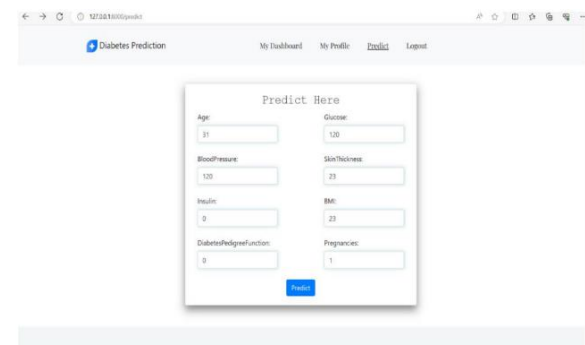 127.0.0.1:8000/predict
Diabetes Prediction My Dashboard My Profile Predict Logout
Predict Here
Age: Glucose:
31 120
BloodPressure: SkinThickness:
120 23
Insulin: BMI:
0 23
DiabetesPedigreeFunction: Pregnancies:
0 1
Predict